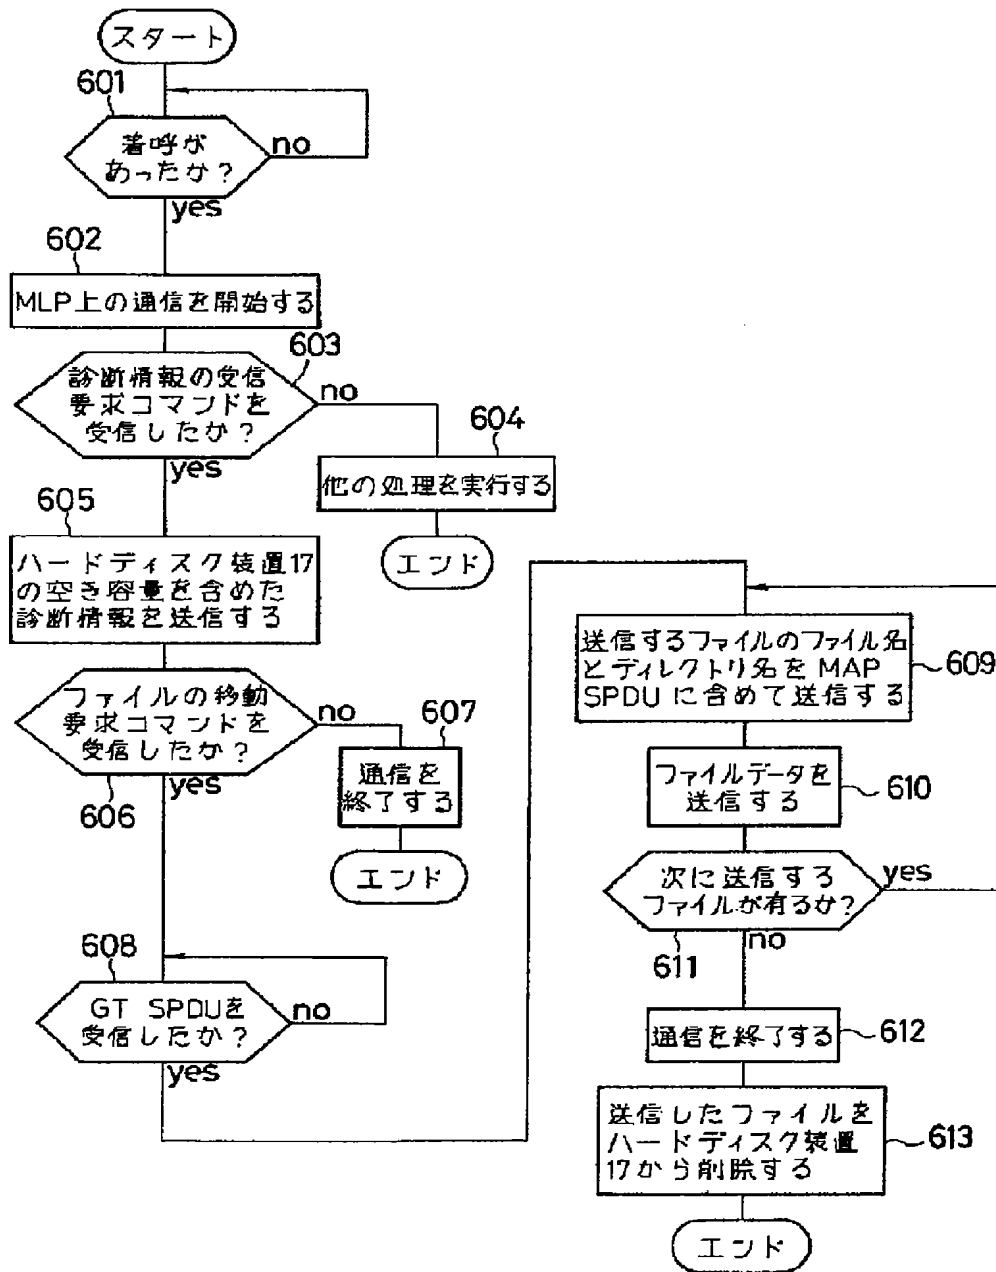 スタート
601
着呼が
あったか?
no
yes
602
MLP上の通信を開始する
603
診断情報の受信
要求コマンドを
受信したか?
no
yes
604
他の処理を実行する
エンド
605
ハードディスク装置17
の空き容量を含めた
診断情報を送信する
ファイルの移動
要求コマンドを
受信したか?
no
yes
606
607
通信を
終了する
エンド
608
GT SPDUを
受信したか?
no
yes
送信するファイルのファイル名
とディレクトリ名をMAP
SPDUに含めて送信する
609
ファイルデータを
送信する
610
次に送信する
ファイルが有るか?
yes
no
611
通信を終了する
612
送信したファイルを
ハードディスク装置
17から削除する
613
エンド